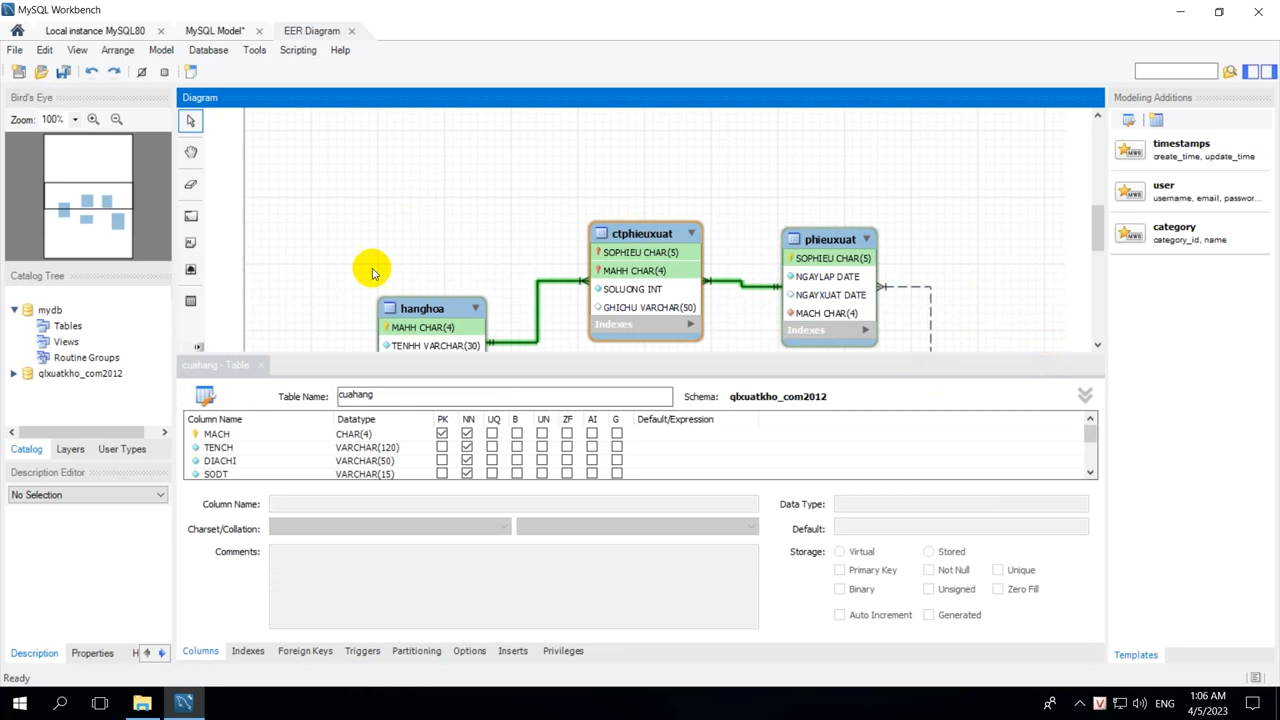 MySQL Workbench
Local instance MySQL80
MySQL Model*
EER Diagram
File Edit View Arrange Model Database Tools Scripting Help
Bird's Eye
Zoom: 100%
Diagram
Modeling Additions
timestamps
create_time, update_time
user
username, email, passwor...
category
category_id, name
ctphieuxuat
SOPHIEU CHAR(5)
MAHH CHAR(4)
SOLUONG INT
GHICHU VARCHAR(50)
Indexes
phieuxuat
SOPHIEU CHAR(5)
NGAYLAP DATE
NGAYXUAT DATE
MACH CHAR(4)
Indexes
hanghoa
MAHH CHAR(4)
TENHH VARCHAR(30)
Catalog Tree
mydb
Tables
Views
Routine Groups
qlxuatkho_com2012
Catalog Layers User Types
Description Editor
No Selection
Description Properties H
cuahang - Table
Table Name: cuahang
Schema: qlxuatkho_com2012
Column Name Datatype PK NN UQ B UN ZF AI G Default/Expression
MACH CHAR(4)
TENCH VARCHAR(120)
DIACHI VARCHAR(50)
SODT VARCHAR(15)
Column Name: Data Type:
Charset/Collation: Default:
Comments: Storage: Virtual Stored
Primary Key Not Null Unique
Binary Unsigned Zero Fill
Auto Increment Generated
Columns Indexes Foreign Keys Triggers Partitioning Options Inserts Privileges
Templates
Ready
ENG
1:06 AM
4/5/2023